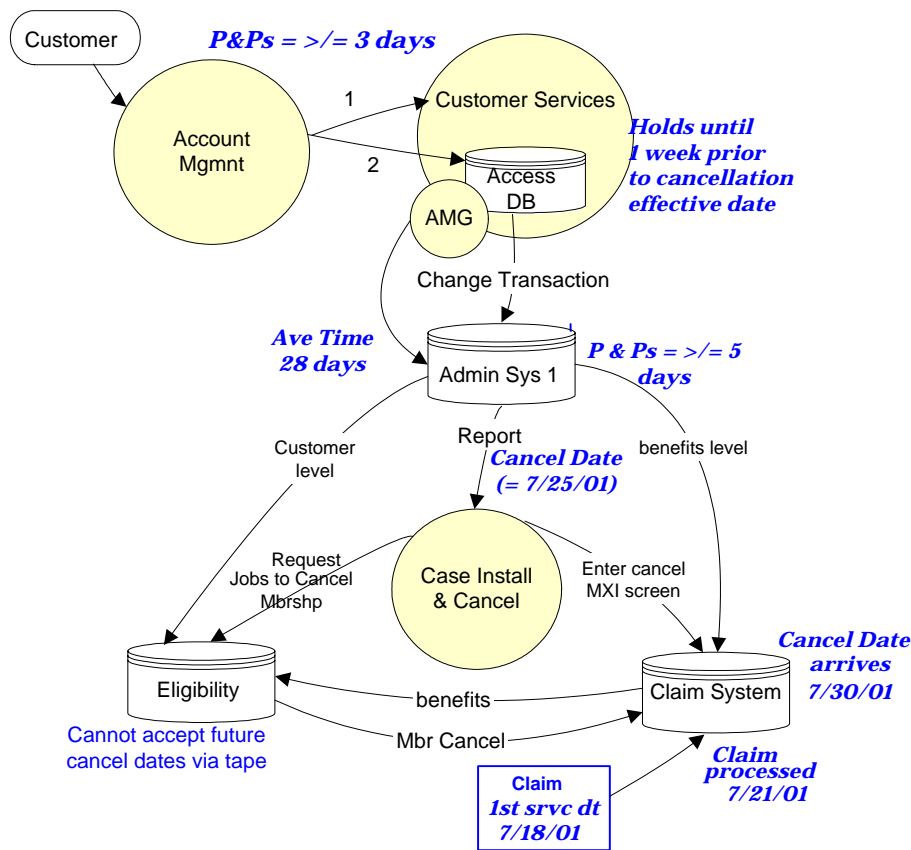 Customer
P&Ps = >/= 3 days
Account
Mgmnt
1
2
Customer Services
Access
DB
AMG
Holds until
1 week prior
to cancellation
effective date
Change Transaction
Ave Time
28 days
Admin Sys 1
P & Ps = >/= 5
days
Customer
level
Report
Cancel Date
(= 7/25/01)
benefits level
Request
Jobs to Cancel
Mbrshp
Case Install
& Cancel
Enter cancel
MXI screen
Eligibility
Cannot accept future
cancel dates via tape
benefits
Mbr Cancel
Claim System
Cancel Date
arrives
7/30/01
Claim
processed
7/21/01
Claim
1st srvc dt
7/18/01